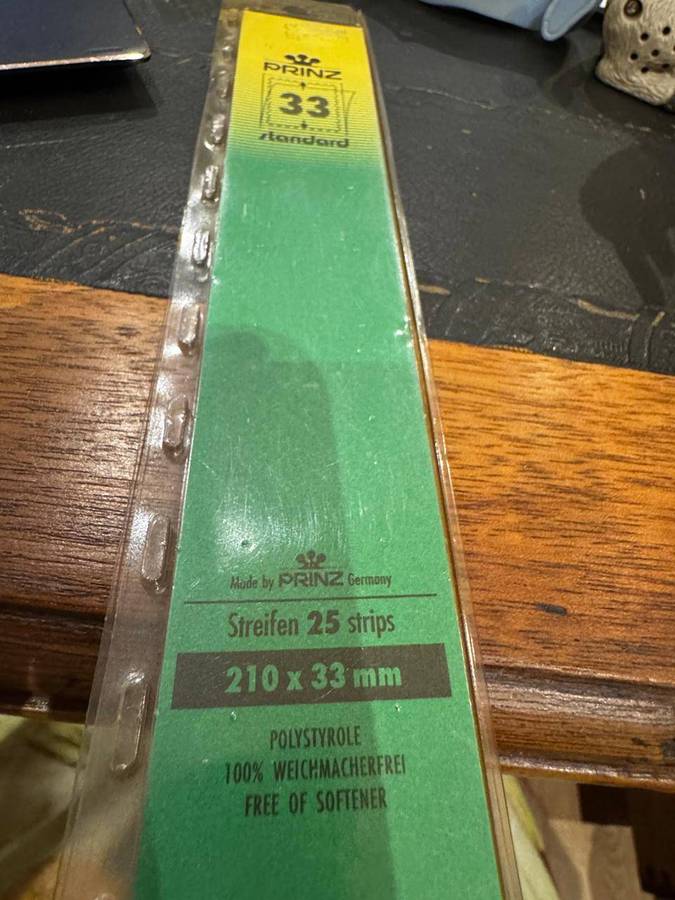 PRINZ
33
standard
Made by PRINZ Germany
Streifen 25 strips
210 x 33 mm
POLYSTYROLE
100% WEICHMACHERFREI
FREE OF SOFTENER